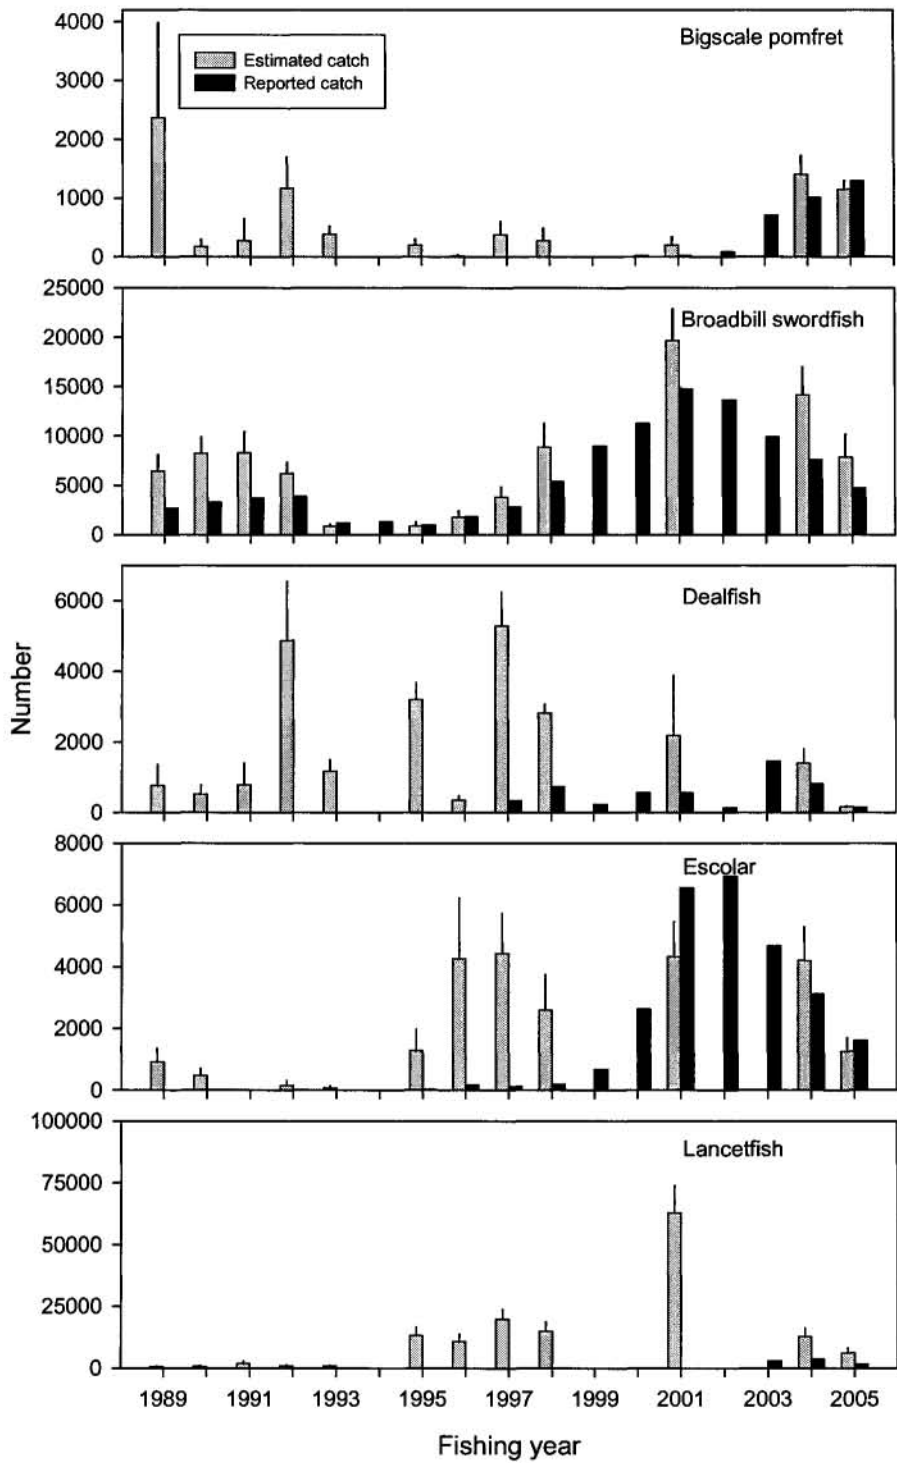 Bigscale pomfret
Estimated catch
Reported catch
4000
3000
2000
1000
0
Broadbill swordfish
25000
20000
15000
10000
5000
0
Dealfish
6000
4000
2000
0
Number
Escolar
8000
6000
4000
2000
0
Lancetfish
100000
75000
50000
25000
0
1989 1991 1993 1995 1997 1999 2001 2003 2005
Fishing year